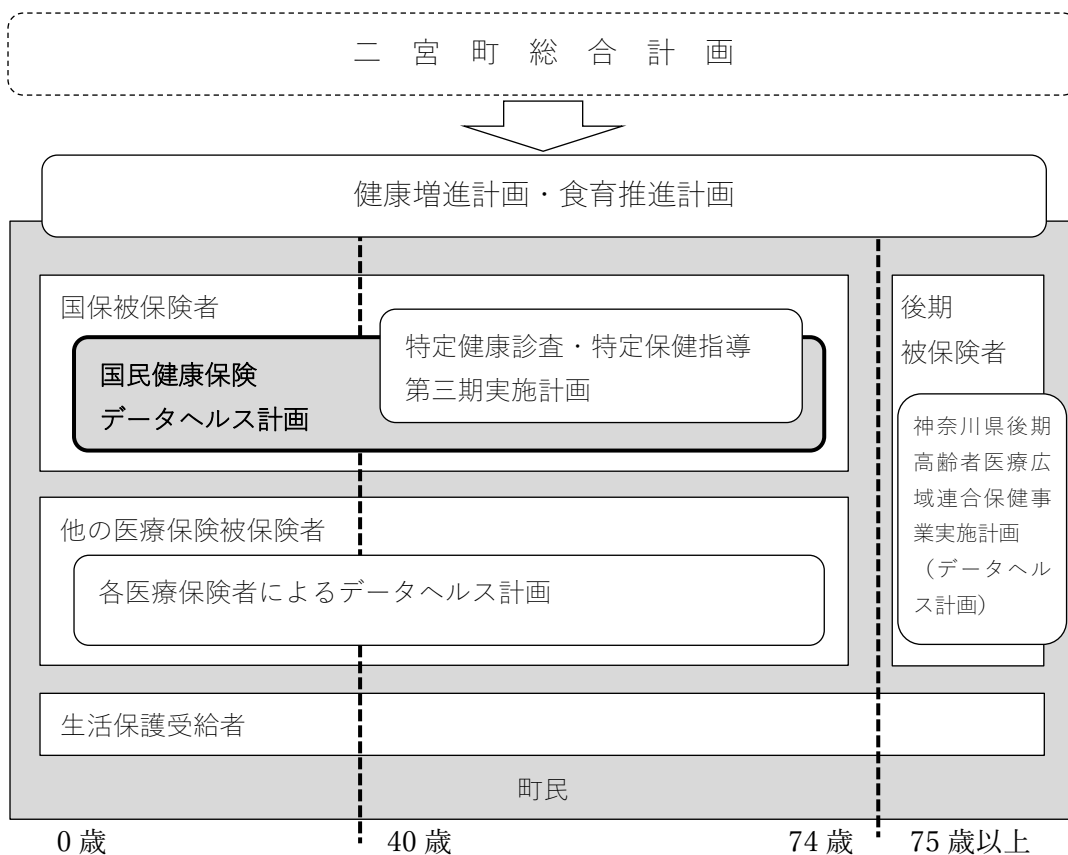 二宮町総合計画
健康増進計画・食育推進計画
国保被保険者
国民健康保険
データヘルス計画
特定健康診査・特定保健指導
第三期実施計画
後期
被保険者
神奈川県後期
高齢者医療広
域連合保健事
業実施計画
（データヘル
ス計画）
他の医療保険被保険者
各医療保険者によるデータヘルス計画
生活保護受給者
町民
0歳
40歳
74歳
75歳以上